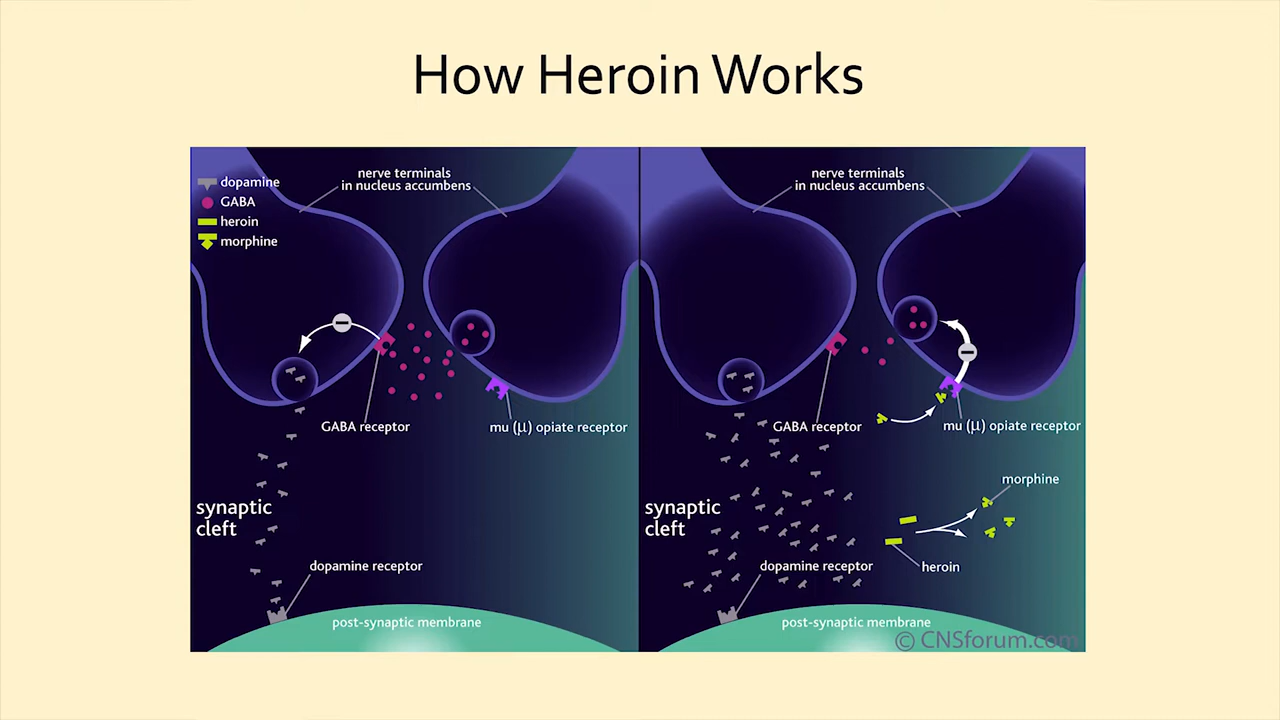 How Heroin Works
dopamine
GABA
heroin
morphine
nerve terminals
in nucleus accumbens
GABA receptor
mu (μ) opiate receptor
synaptic
cleft
dopamine receptor
post-synaptic membrane
nerve terminals
in nucleus accumbens
GABA receptor
mu (μ) opiate receptor
morphine
synaptic
cleft
dopamine receptor
heroin
post-synaptic membrane
© CNSforum.com